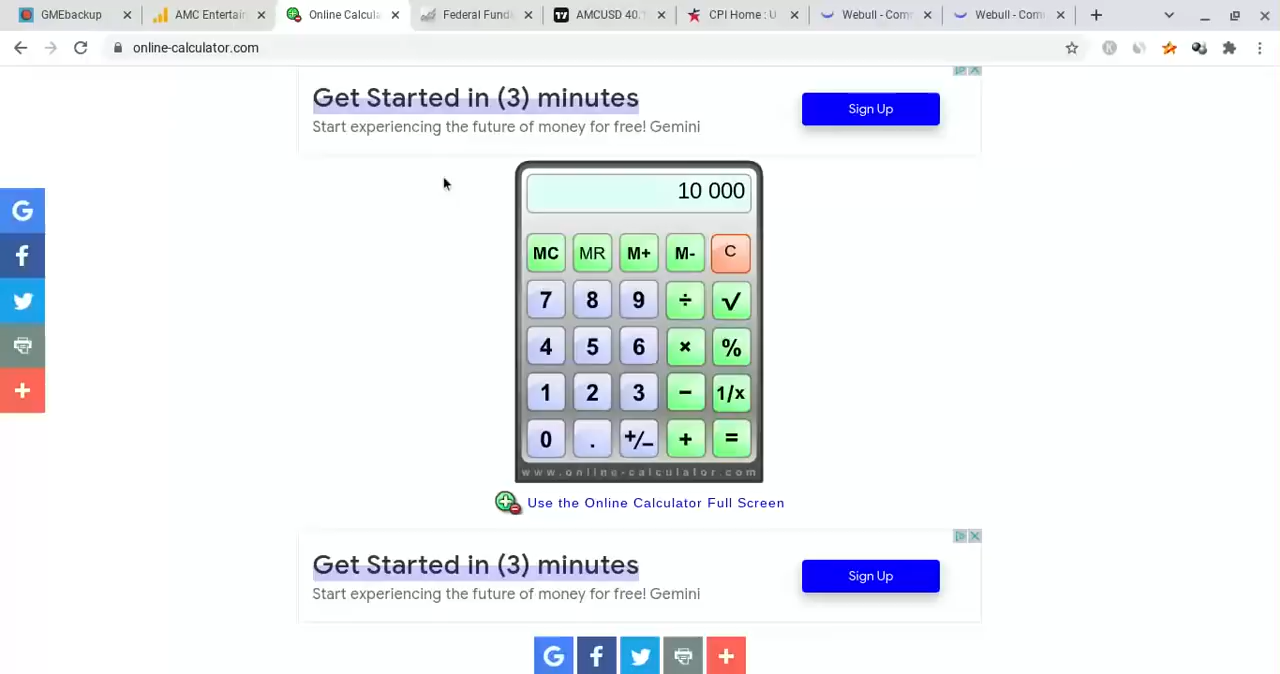 GMEbackup
AMC Entertain
Online Calcula
Federal Fund
AMCUSD 40.
CPI Home : U
Webull - Com
Webull - Com
online-calculator.com
Get Started in (3) minutes
Start experiencing the future of money for free! Gemini
Sign Up
10 000
MC MR M+ M- C
7 8 9 ÷ √
4 5 6 × %
1 2 3 − 1/x
0 . +/− + =
www.online-calculator.com
Use the Online Calculator Full Screen
Get Started in (3) minutes
Start experiencing the future of money for free! Gemini
Sign Up